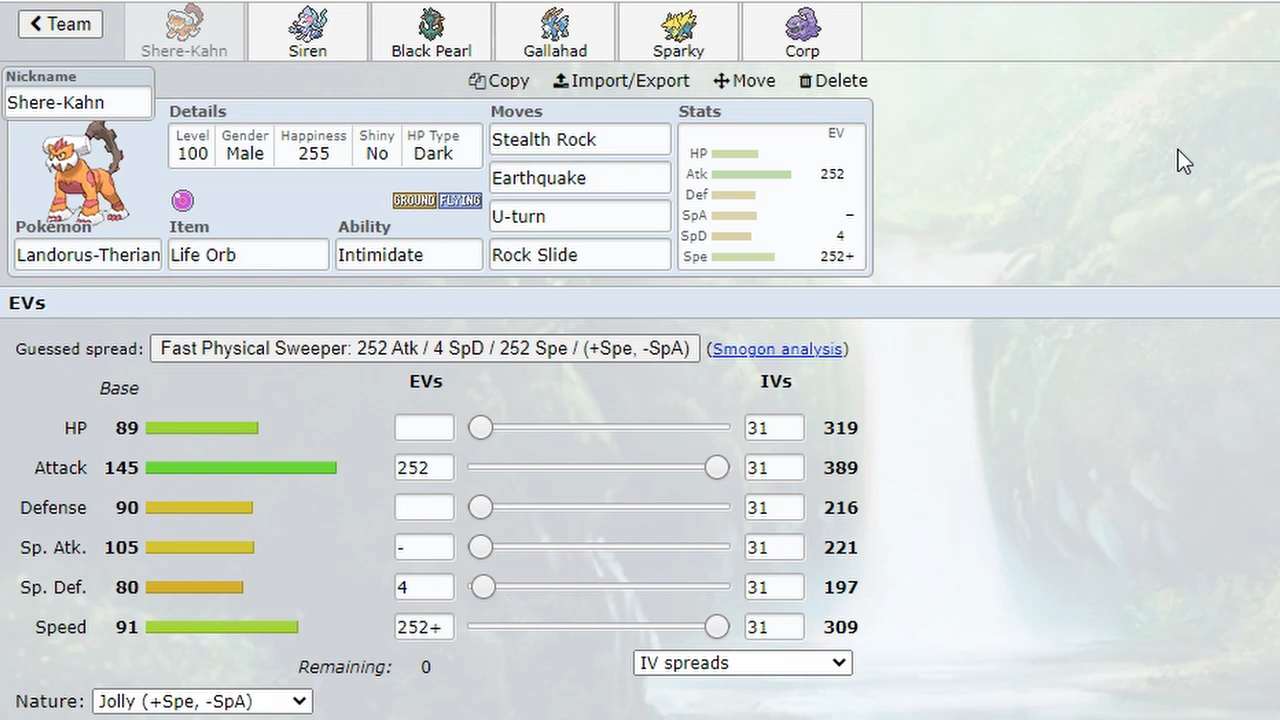 Team
Shere-Kahn
Siren
Black Pearl
Gallahad
Sparky
Corp
Copy
Import/Export
Move
Delete
Nickname
Shere-Kahn
Details
Moves
Stats
Level Gender Happiness Shiny HP Type
100 Male 255 No Dark
GROUND FLYING
Pokémon
Landorus-Therian
Item
Life Orb
Ability
Intimidate
Stealth Rock
Earthquake
U-turn
Rock Slide
EV
HP
Atk 252
Def
SpA –
SpD 4
Spe 252+
EVs
Guessed spread: Fast Physical Sweeper: 252 Atk / 4 SpD / 252 Spe / (+Spe, -SpA) (Smogon analysis)
Base EVs IVs
HP 89 31 319
Attack 145 252 31 389
Defense 90 31 216
Sp. Atk. 105 - 31 221
Sp. Def. 80 4 31 197
Speed 91 252+ 31 309
Remaining: 0
IV spreads
Nature: Jolly (+Spe, -SpA)